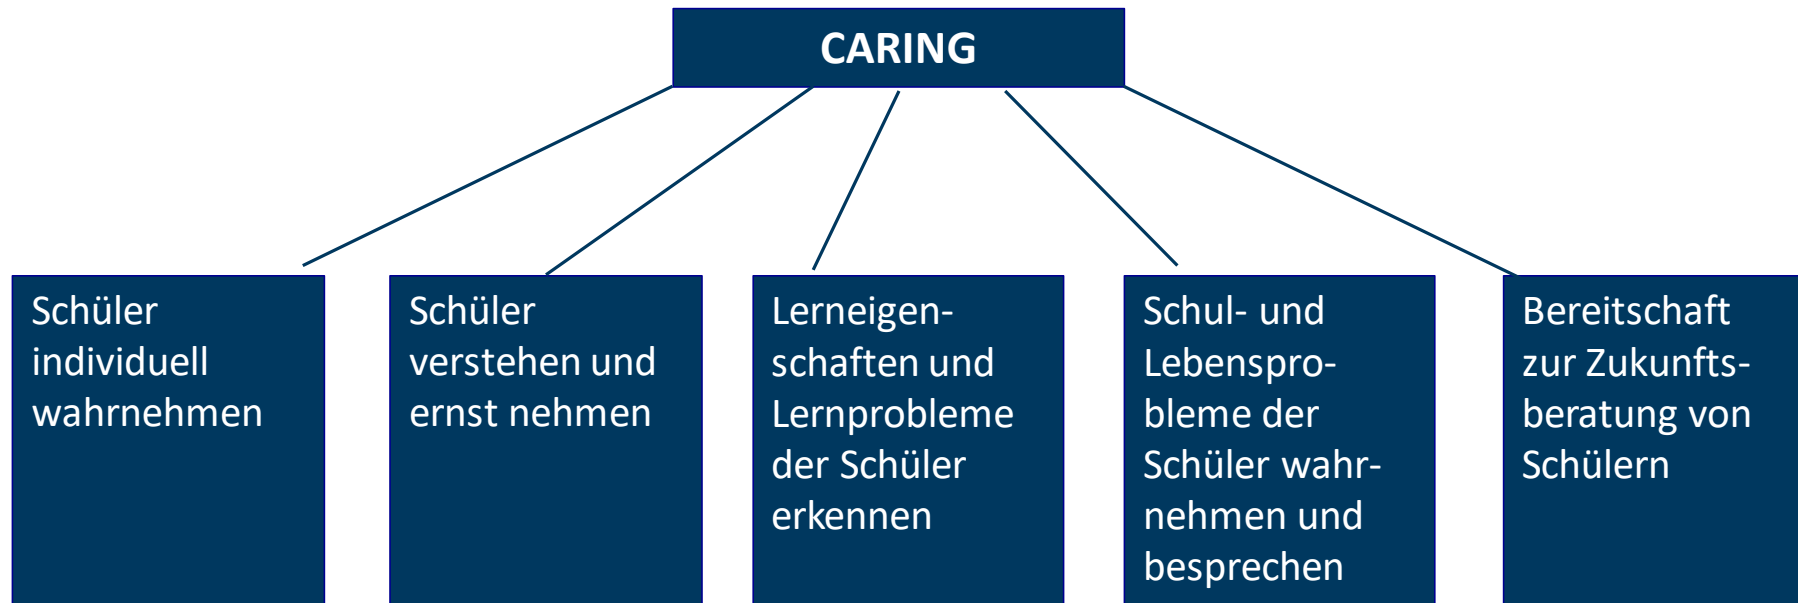 CARING
Schüler
individuell
wahrnehmen
Schüler
verstehen und
ernst nehmen
Lerneigen-
schaften und
Lernprobleme
der Schüler
erkennen
Schul- und
Lebenspro-
bleme der
Schüler wahr-
nehmen und
besprechen
Bereitschaft
zur Zukunfts-
beratung von
Schülern